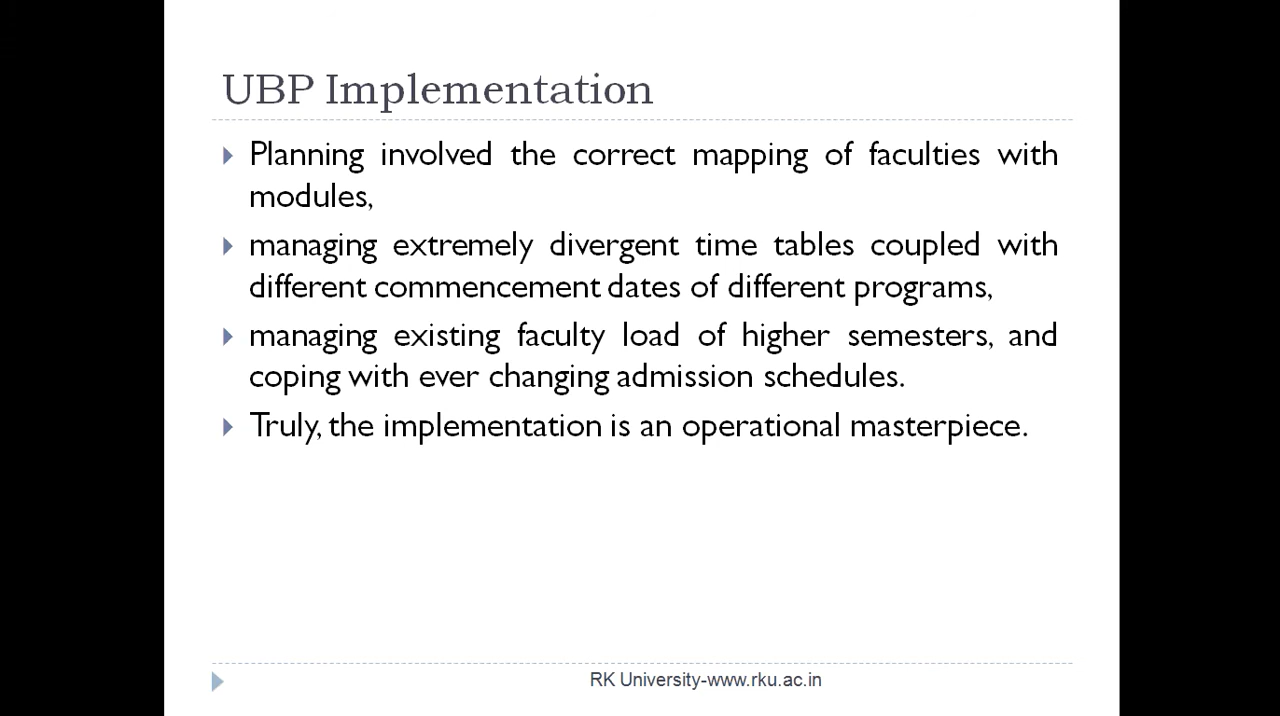 UBP Implementation
Planning involved the correct mapping of faculties with
modules,
managing extremely divergent time tables coupled with
different commencement dates of different programs,
managing existing faculty load of higher semesters, and
coping with ever changing admission schedules.
Truly, the implementation is an operational masterpiece.
RK University-www.rku.ac.in